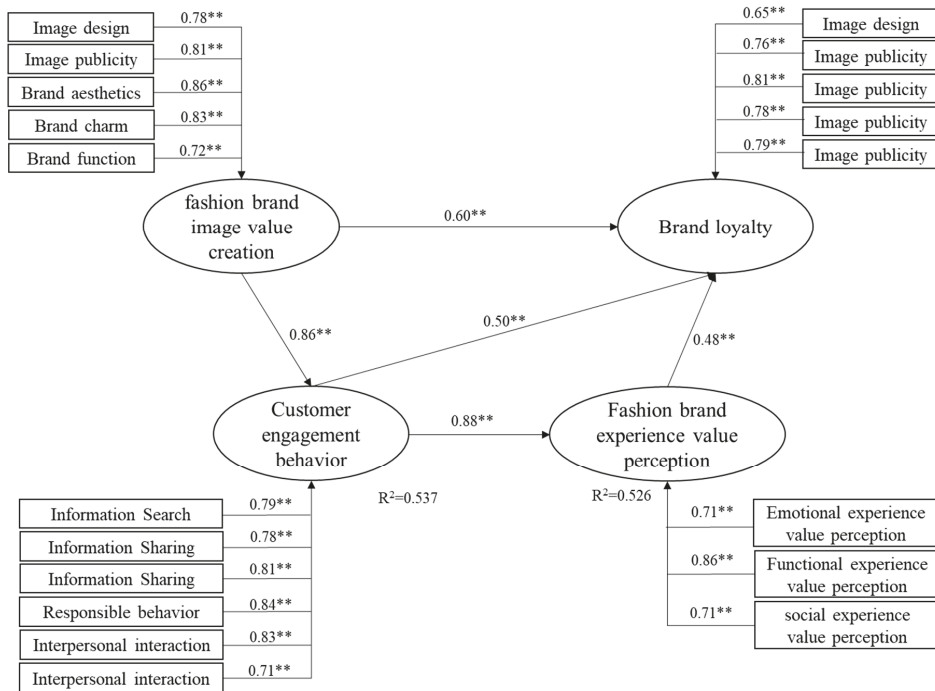 Image design
0.78**
Image publicity
0.81**
Brand aesthetics
0.86**
Brand charm
0.83**
Brand function
0.72**
0.65**
Image design
0.76**
Image publicity
0.81**
Image publicity
0.78**
Image publicity
0.79**
Image publicity
fashion brand
image value
creation
0.60**
Brand loyalty
0.86**
0.50**
0.48**
Customer
engagement
behavior
0.88**
Fashion brand
experience value
perception
R²=0.537
R²=0.526
Information Search
0.79**
Information Sharing
0.78**
Information Sharing
0.81**
Responsible behavior
0.84**
Interpersonal interaction
0.83**
Interpersonal interaction
0.71**
0.71**
Emotional experience
value perception
0.86**
Functional experience
value perception
0.71**
social experience
value perception